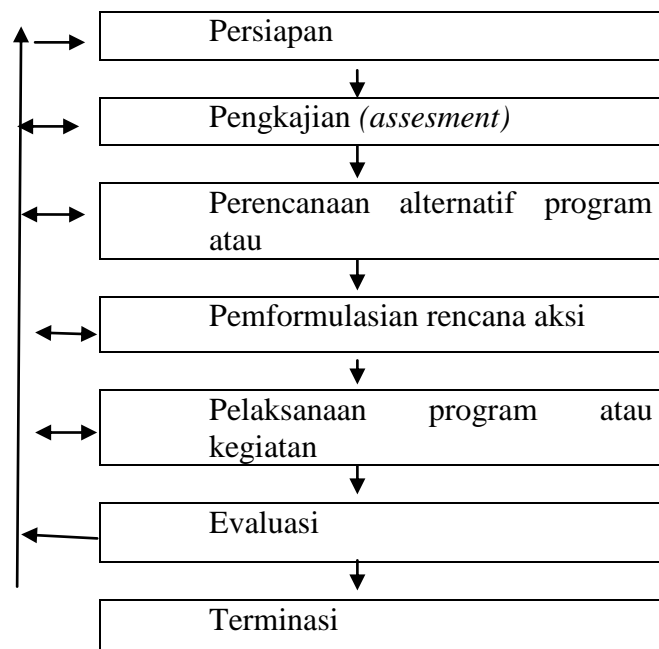 Persiapan
Pengkajian (assesment)
Perencanaan alternatif program
atau
Pemformulasian rencana aksi
Pelaksanaan program atau
kegiatan
Evaluasi
Terminasi